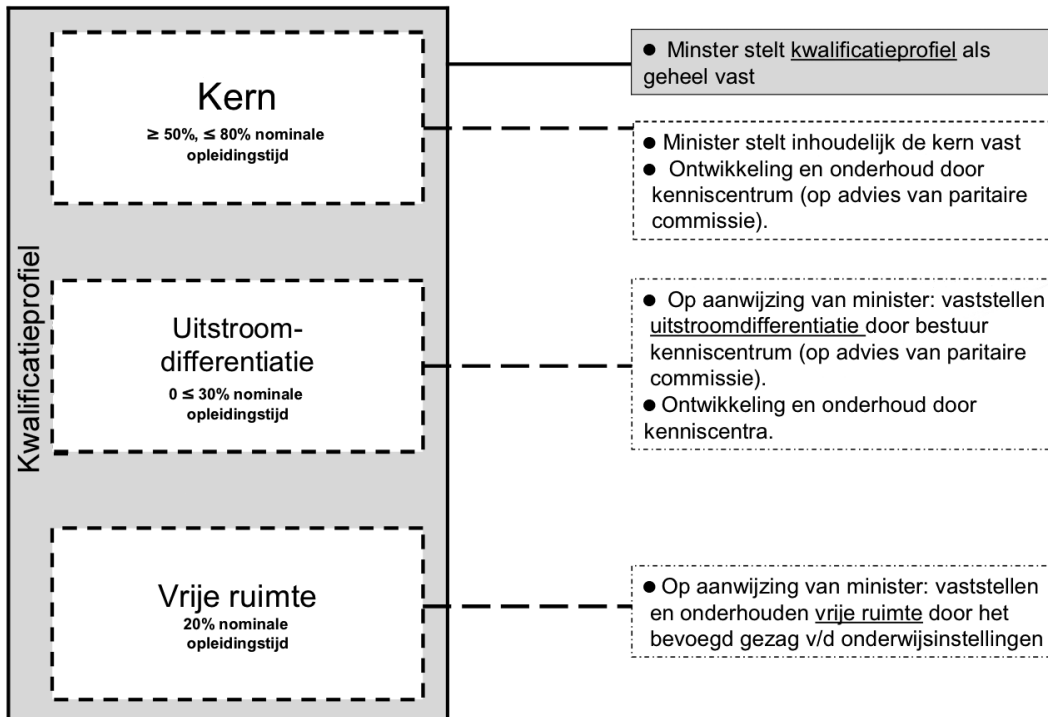 Kwalificatieprofiel
Kern
≥ 50%, ≤ 80% nominale
opleidingstijd
● Minster stelt kwalificatieprofiel als
geheel vast
● Minister stelt inhoudelijk de kern vast
● Ontwikkeling en onderhoud door
kenniscentrum (op advies van paritaire
commissie).
Uitstroom-
differentiatie
0 ≤ 30% nominale
opleidingstijd
● Op aanwijzing van minister: vaststellen
uitstroomdifferentiatie door bestuur
kenniscentrum (op advies van paritaire
commissie).
● Ontwikkeling en onderhoud door
kenniscentra.
Vrije ruimte
20% nominale
opleidingstijd
● Op aanwijzing van minister: vaststellen
en onderhouden vrije ruimte door het
bevoegd gezag v/d onderwijsinstellingen